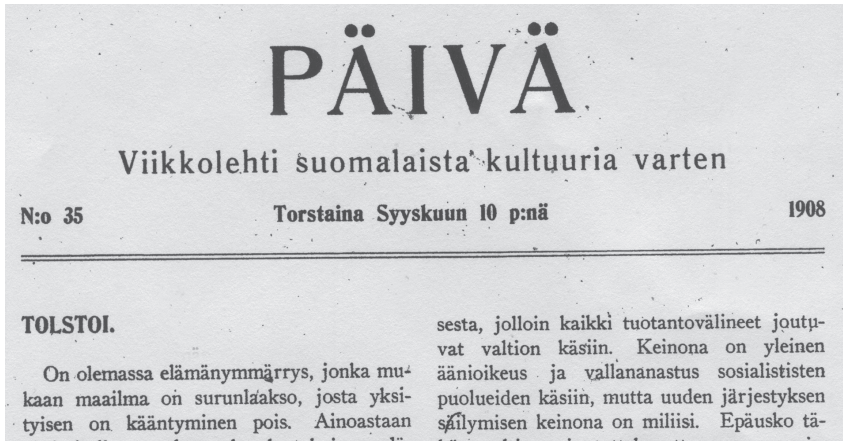 PÄIVÄ
Viikkolehti suomalaista kultuuria varten
N:o 35 Torstaina Syyskuun 10 p:nä 1908
TOLSTOI.
On olemassa elämänymmärrys, jonka mu-
kaan maailma on surunlaakso, josta yksi-
tyisen on kääntyminen pois. Ainoastaan
sesta, jolloin kaikki tuotantovälineet joutu-
vat valtion käsiin. Keinona on yleinen
äänioikeus ja vallananastus sosialististen
puolueiden käsiin, mutta uuden järjestyksen
säilymisen keinona on miliisi. Epäusko tä-